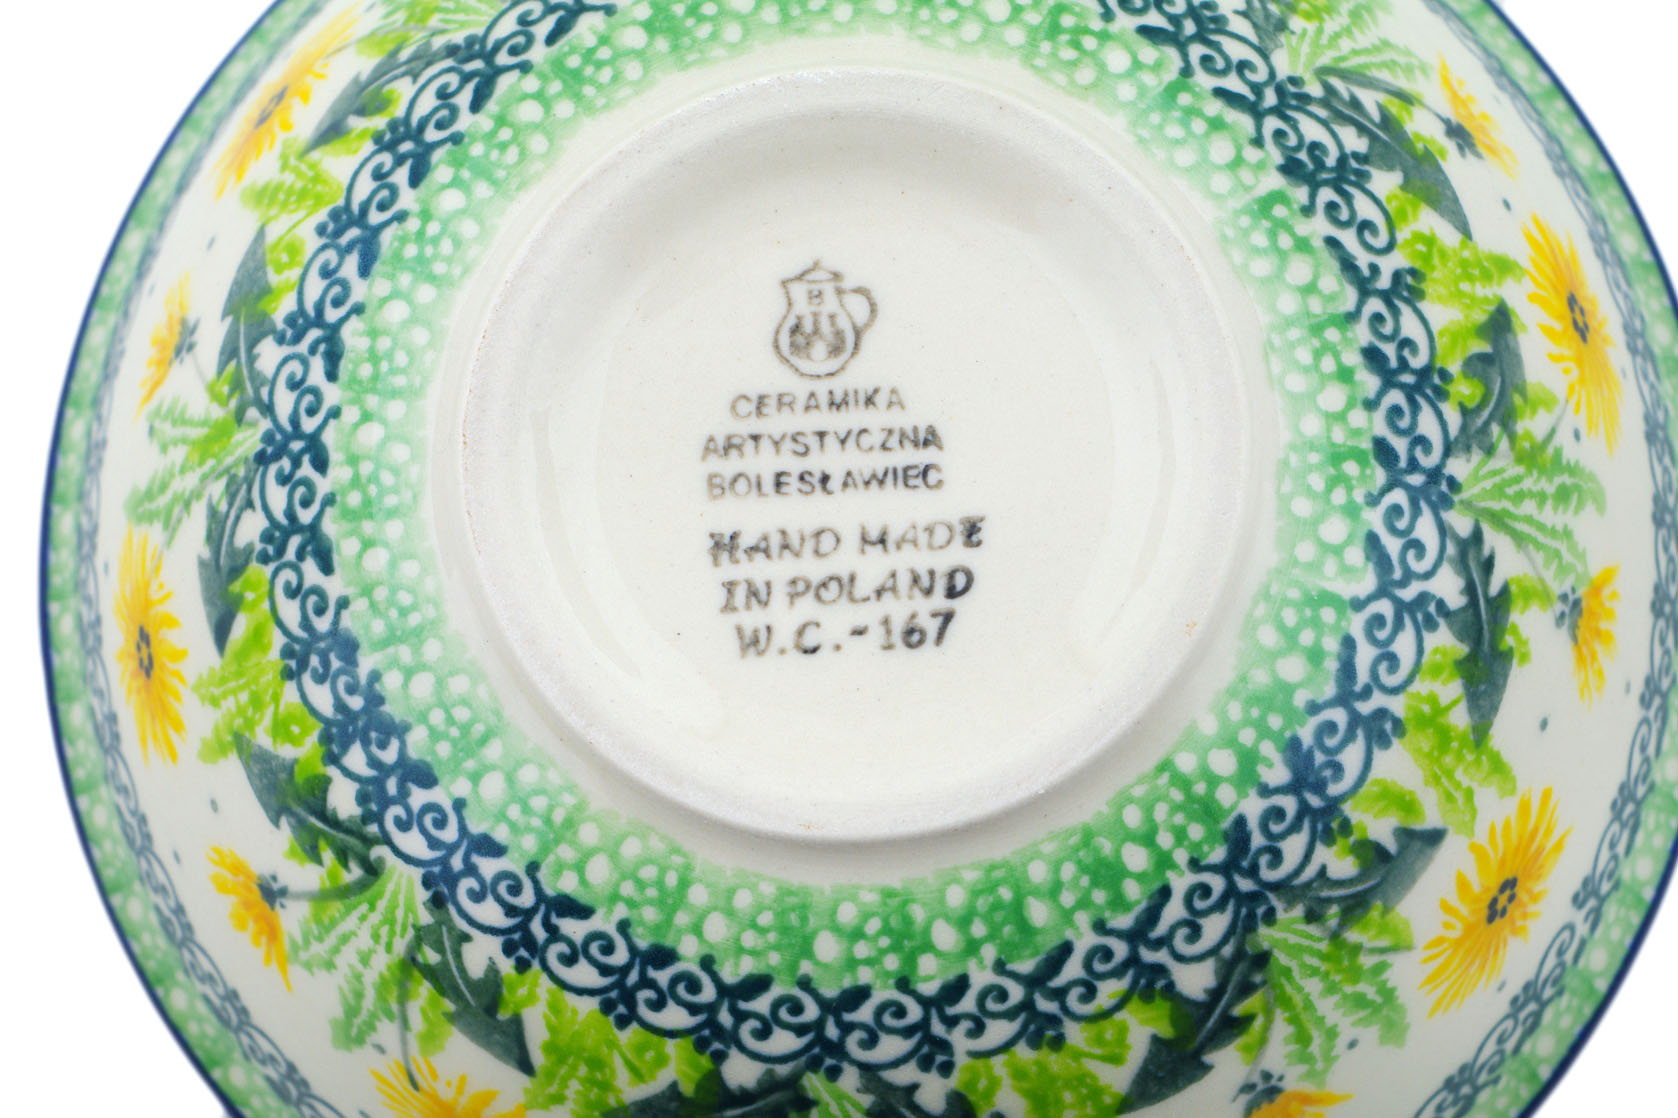 B
CERAMIKA
ARTYSTYCZNA
BOLESŁAWIEC
HAND MADE
IN POLAND
W.C.-167